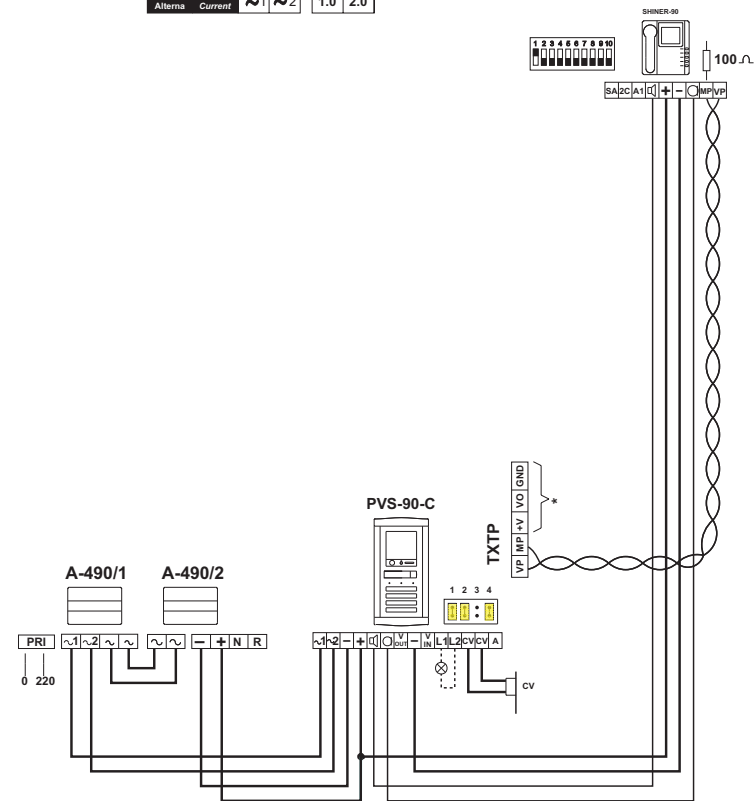 Alterna Current ~1 ~2 1.0 2.0
SHINER-90
1 2 3 4 5 6 7 8 9 10
100 Ω
SA 2C A1 + − MP VP
VP MP +V VO GND
*
TXTP
PVS-90-C
A-490/1 A-490/2
1 2 3 4
PRI ~1 ~2 ~ ~ ~ ~ − + N R
~1 ~2 − + V OUT − V IN L1 L2 CV CV A
0 220
CV